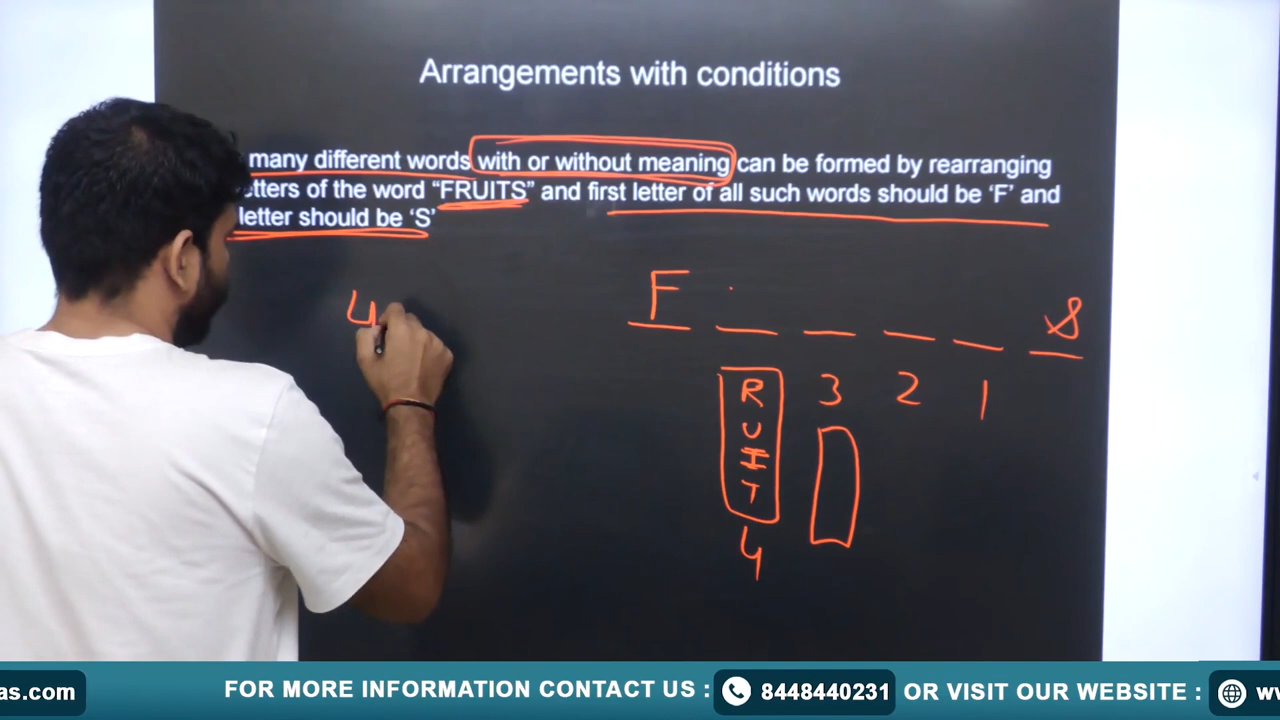 Arrangements with conditions
many different words with or without meaning can be formed by rearranging
letters of the word “FRUITS” and first letter of all such words should be ‘F’ and
letter should be ‘S’
F S
4
R 3 2 1
U
I
T
4
as.com FOR MORE INFORMATION CONTACT US : 8448440231 OR VISIT OUR WEBSITE : ww